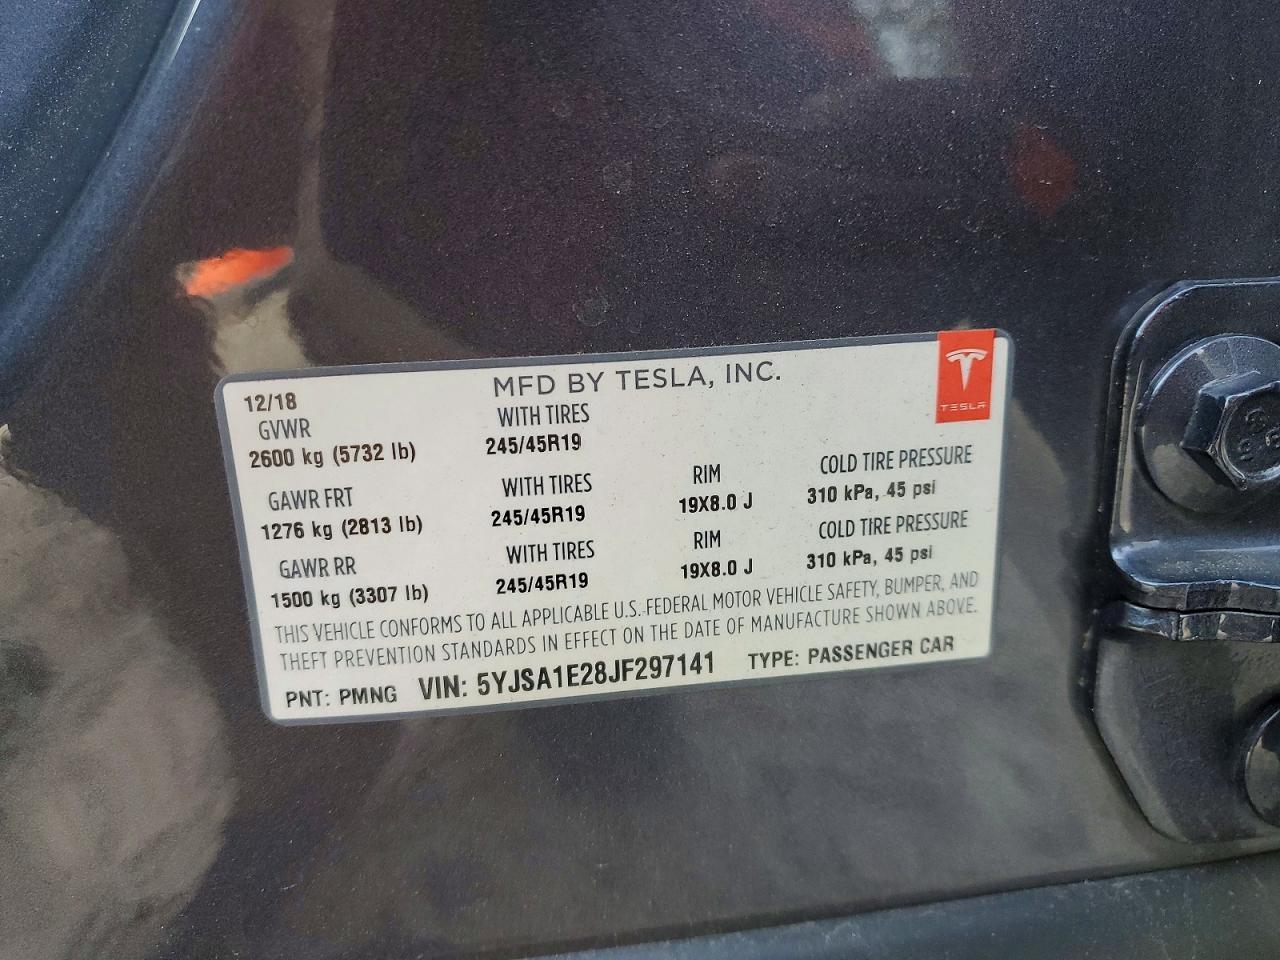 MFD BY TESLA, INC.
TESLA
12/18
GVWR WITH TIRES
2600 kg (5732 lb) 245/45R19
GAWR FRT WITH TIRES RIM COLD TIRE PRESSURE
1276 kg (2813 lb) 245/45R19 19X8.0 J 310 kPa, 45 psi
GAWR RR WITH TIRES RIM COLD TIRE PRESSURE
1500 kg (3307 lb) 245/45R19 19X8.0 J 310 kPa, 45 psi
THIS VEHICLE CONFORMS TO ALL APPLICABLE U.S. FEDERAL MOTOR VEHICLE SAFETY, BUMPER, AND
THEFT PREVENTION STANDARDS IN EFFECT ON THE DATE OF MANUFACTURE SHOWN ABOVE.
PNT: PMNG VIN: 5YJSA1E28JF297141 TYPE: PASSENGER CAR